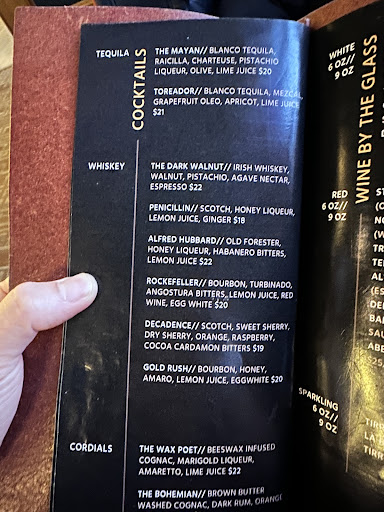 COCKTAILS
TEQUILA
THE MAYAN// BLANCO TEQUILA,
RAICILLA, CHARTEUSE, PISTACHIO
LIQUEUR, OLIVE, LIME JUICE $20
TOREADOR// BLANCO TEQUILA, MEZCAL,
GRAPEFRUIT OLEO, APRICOT, LIME JUICE
$21
WHISKEY
THE DARK WALNUT// IRISH WHISKEY,
WALNUT, PISTACHIO, AGAVE NECTAR,
ESPRESSO $22
PENICILLIN// SCOTCH, HONEY LIQUEUR,
LEMON JUICE, GINGER $18
ALFRED HUBBARD// OLD FORESTER,
HONEY LIQUEUR, HABANERO BITTERS,
LEMON JUICE $22
ROCKEFELLER// BOURBON, TURBINADO,
ANGOSTURA BITTERS, LEMON JUICE, RED
WINE, EGG WHITE $20
DECADENCE// SCOTCH, SWEET SHERRY,
DRY SHERRY, ORANGE, RASPBERRY,
COCOA CARDAMON BITTERS $19
GOLD RUSH// BOURBON, HONEY,
AMARO, LEMON JUICE, EGGWHITE $20
CORDIALS
THE WAX POET// BEESWAX INFUSED
COGNAC, MARIGOLD LIQUEUR,
AMARETTO, LIME JUICE $22
THE BOHEMIAN// BROWN BUTTER
WASHED COGNAC, DARK RUM, ORANGE
WINE BY THE GLASS
WHITE
6 OZ//
9 OZ
RED
6 OZ//
9 OZ
SPARKLING
6 OZ//
9 OZ